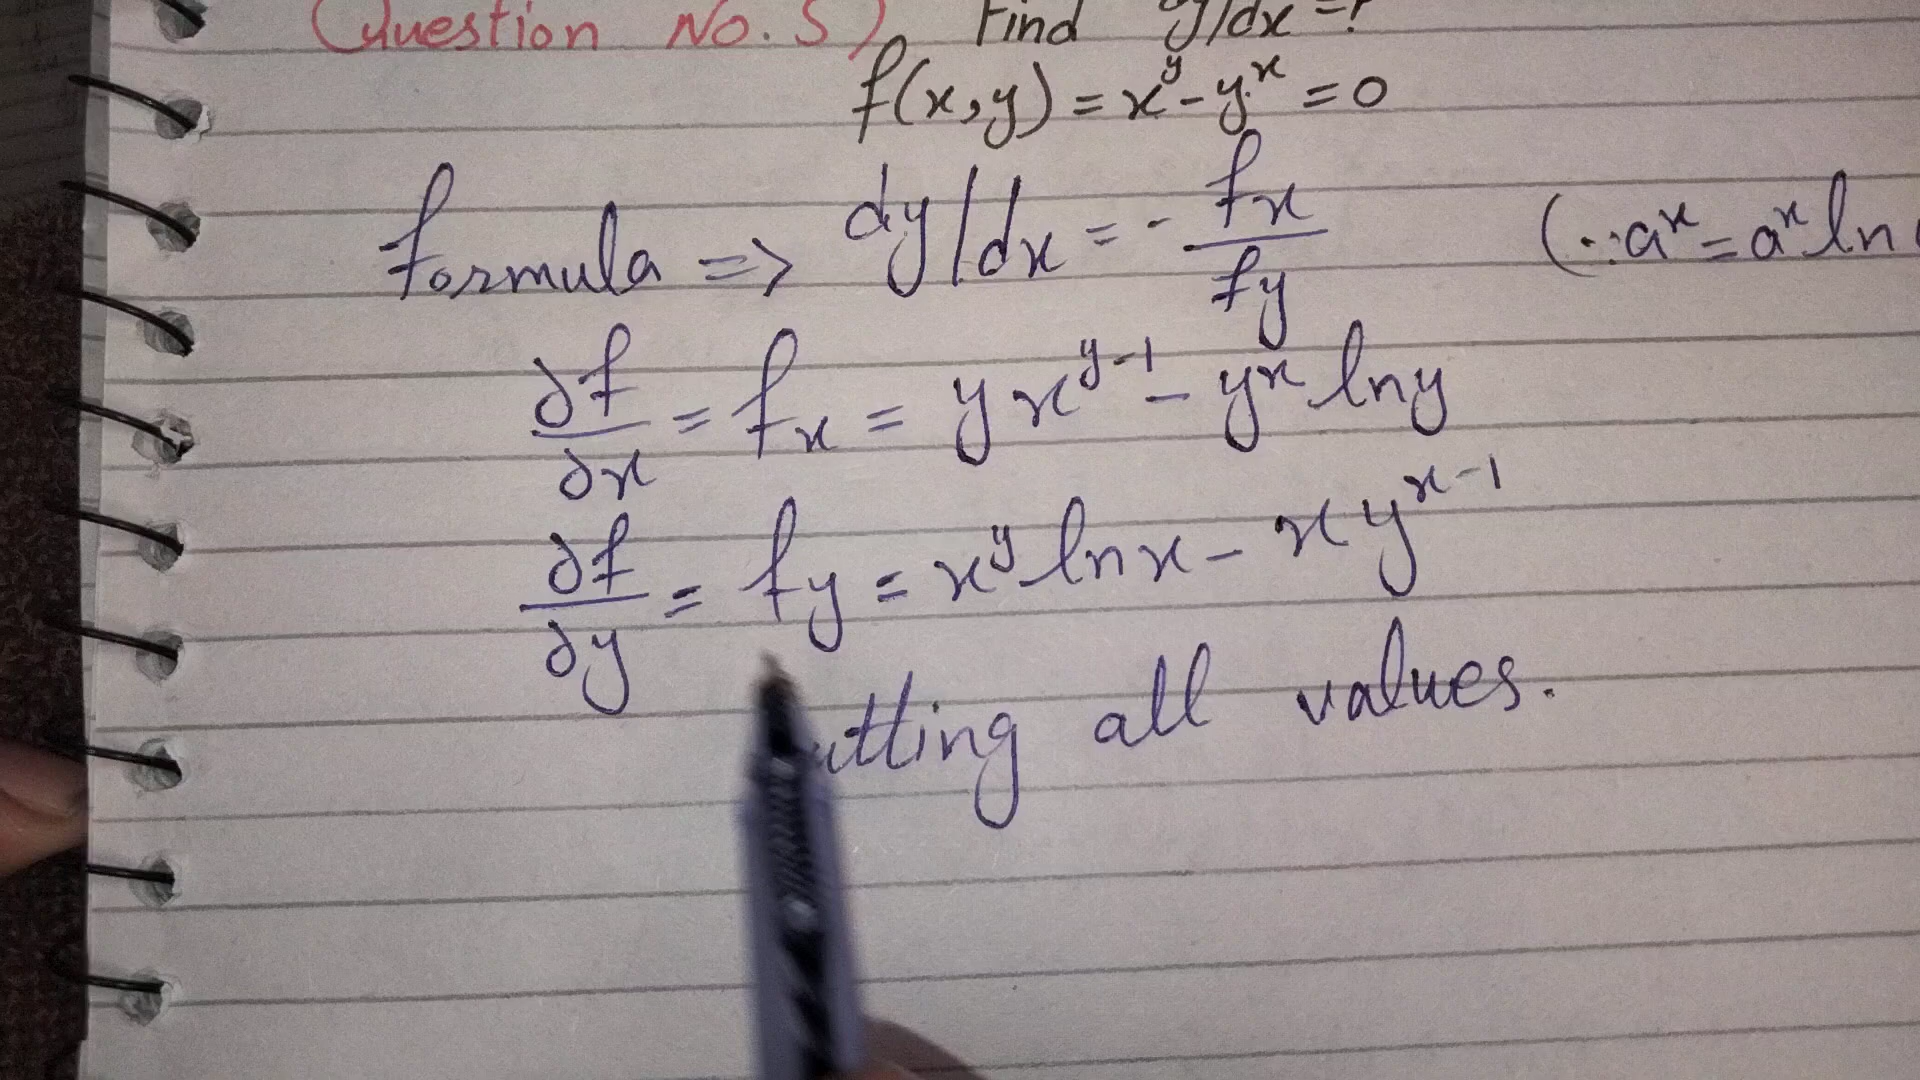 (Question No. 5) Find dy/dx = ?
f(x,y) = x^y - y^x = 0
Formula => dy/dx = - fx/fy (∵ a^x = a^x ln
∂f/∂x = fx = y x^(y-1) - y^x ln y
∂f/∂y = fy = x^y ln x - x y^(x-1)
all values.